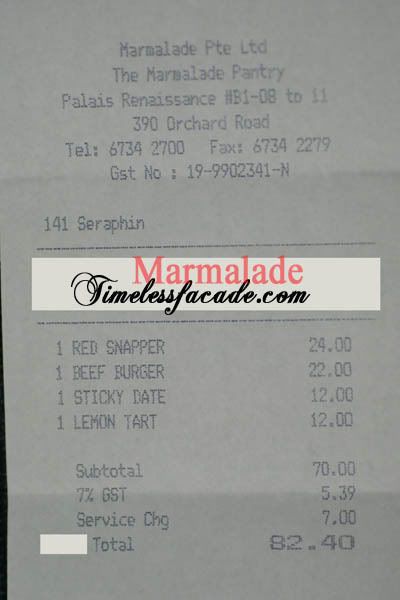 Marmalade Pte Ltd
The Marmalade Pantry
Palais Renaissance #B1-08 to 11
390 Orchard Road
Tel: 6734 2700 Fax: 6734 2279
Gst No : 19-9902341-N
141 Seraphin
Marmalade
Timelessfacade.com
1 RED SNAPPER 24.00
1 BEEF BURGER 22.00
1 STICKY DATE 12.00
1 LEMON TART 12.00
Subtotal 70.00
7% GST 5.39
Service Chg 7.00
Total 82.40